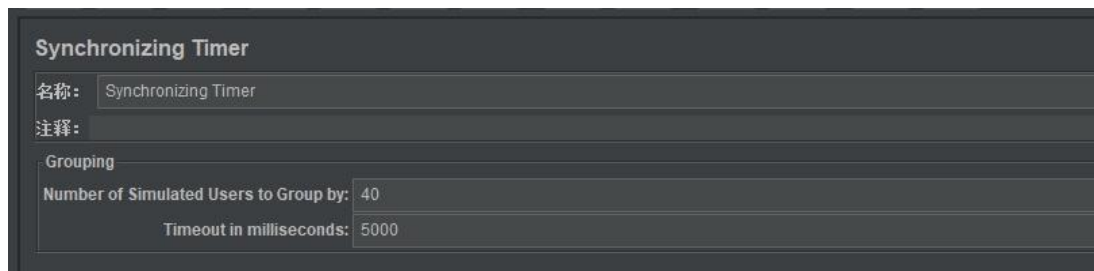 Synchronizing Timer
名称: Synchronizing Timer
注释:
Grouping
Number of Simulated Users to Group by: 40
Timeout in milliseconds: 5000